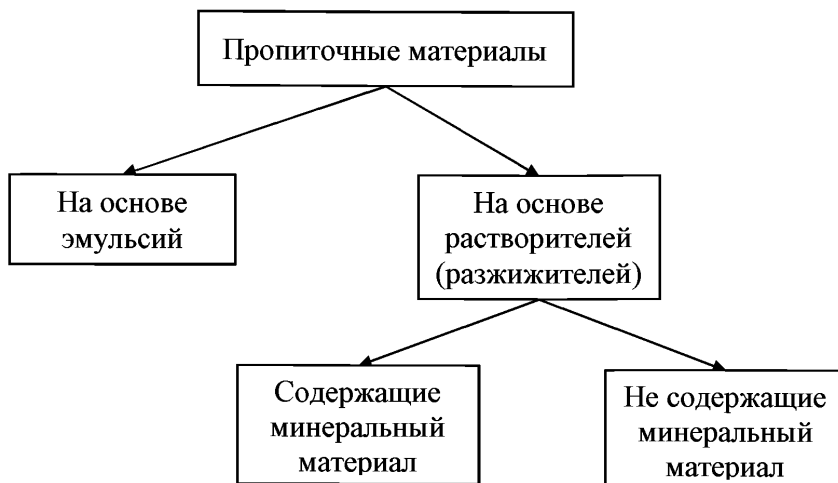 Пропиточные материалы
На основе
эмульсий
На основе
растворителей
(разжижителей)
Содержащие
минеральный
материал
Не содержащие
минеральный
материал